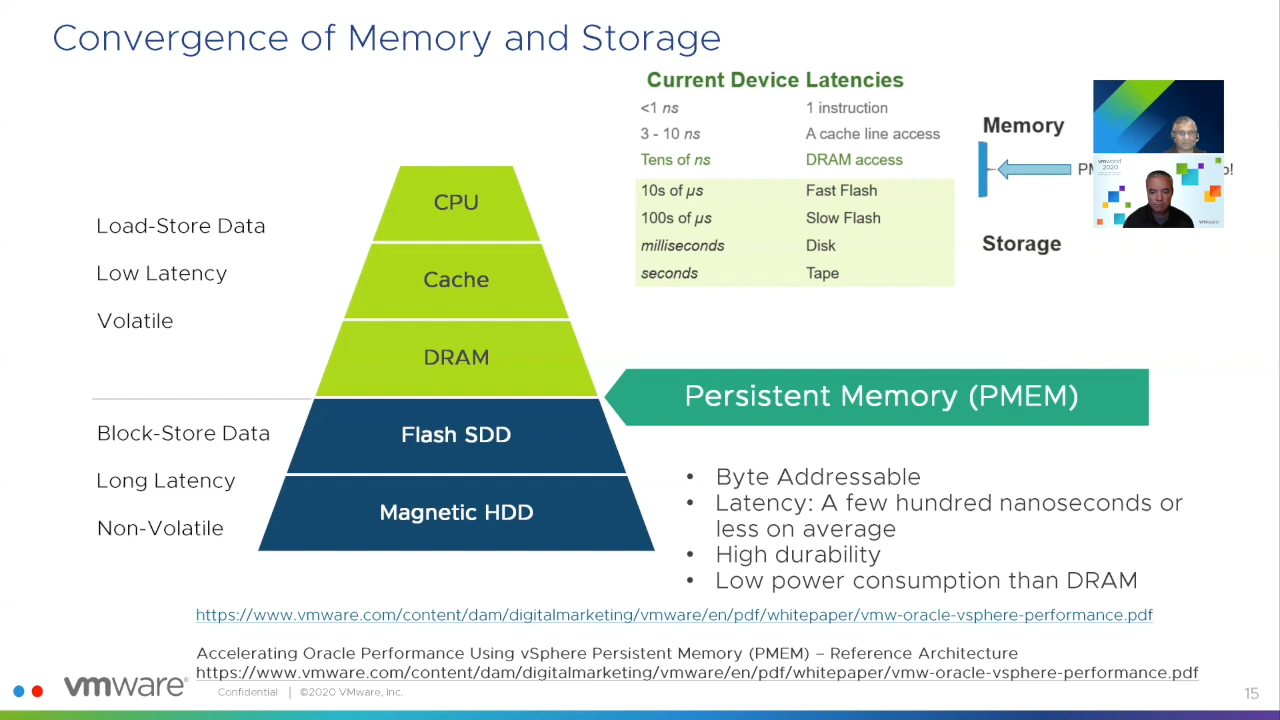 Convergence of Memory and Storage
Current Device Latencies
<1 ns 1 instruction
3 - 10 ns A cache line access
Tens of ns DRAM access
10s of µs Fast Flash
100s of µs Slow Flash
milliseconds Disk
seconds Tape
Memory
Storage
vmworld
2020
vmware
CPU
Cache
DRAM
Flash SDD
Magnetic HDD
Load-Store Data
Low Latency
Volatile
Block-Store Data
Long Latency
Non-Volatile
Persistent Memory (PMEM)
• Byte Addressable
• Latency: A few hundred nanoseconds or
less on average
• High durability
• Low power consumption than DRAM
https://www.vmware.com/content/dam/digitalmarketing/vmware/en/pdf/whitepaper/vmw-oracle-vsphere-performance.pdf
Accelerating Oracle Performance Using vSphere Persistent Memory (PMEM) – Reference Architecture
https://www.vmware.com/content/dam/digitalmarketing/vmware/en/pdf/whitepaper/vmw-oracle-vsphere-performance.pdf
vmware® Confidential | ©2020 VMware, Inc. 15